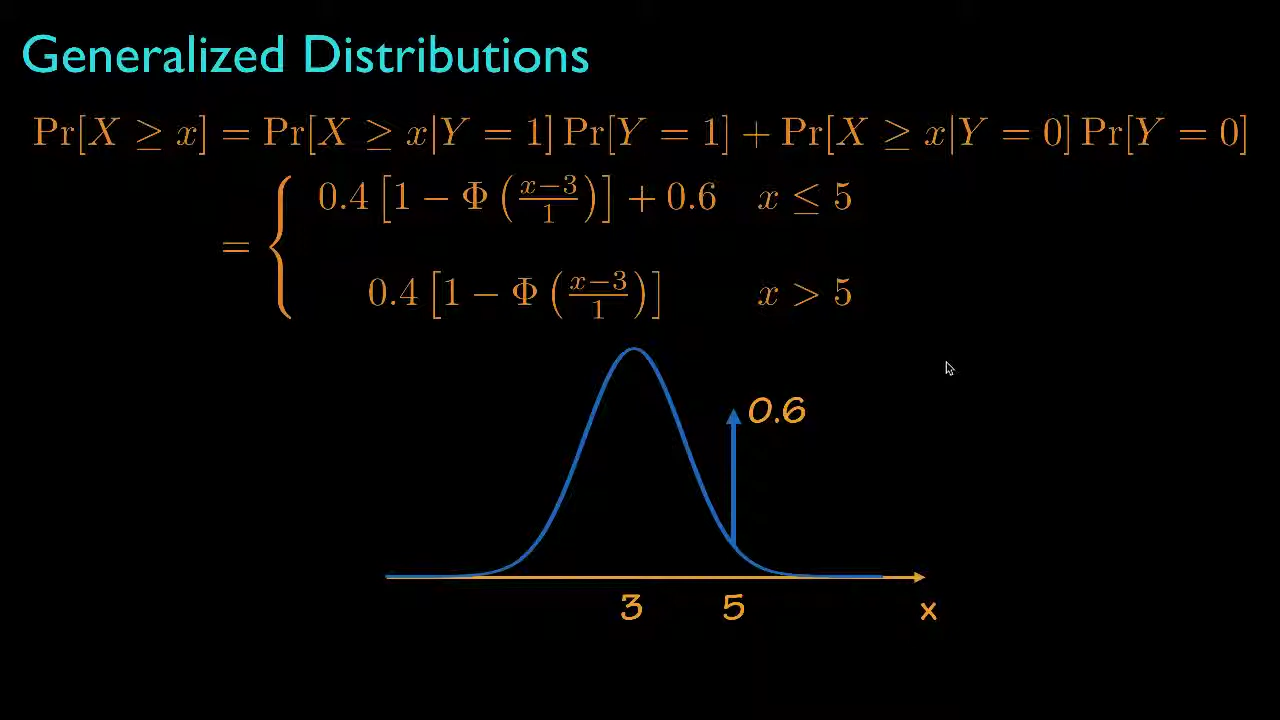 Generalized Distributions
Pr[X ≥ x] = Pr[X ≥ x|Y = 1] Pr[Y = 1] + Pr[X ≥ x|Y = 0] Pr[Y = 0]
= { 0.4 [1 − Φ ((x−3)/1)] + 0.6 x ≤ 5
0.4 [1 − Φ ((x−3)/1)] x > 5
0.6
3 5 x